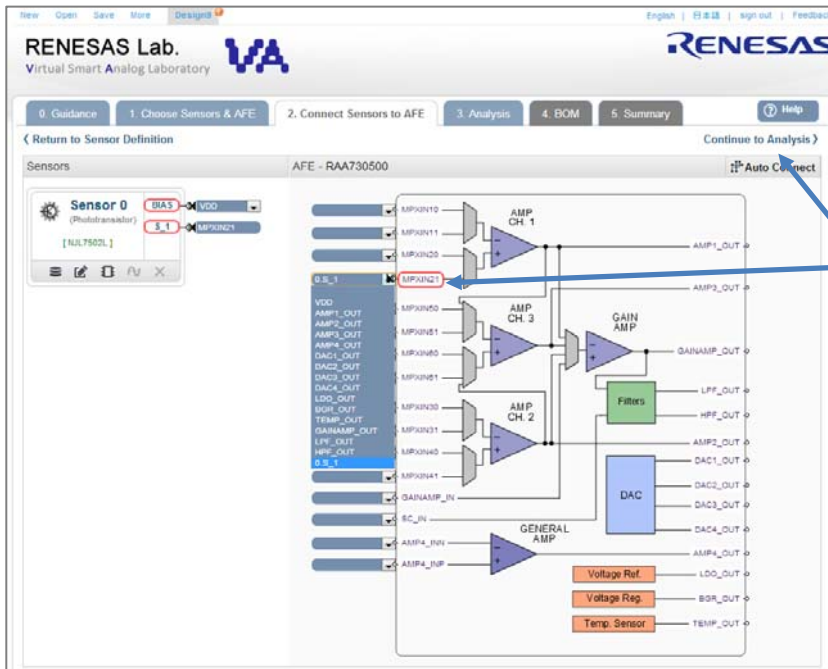 New Open Save More Design8
English | 日本語 | sign out | Feedbac
RENESAS Lab.
Virtual Smart Analog Laboratory
VA
RENESAS
0. Guidance
1. Choose Sensors & AFE
2. Connect Sensors to AFE
3. Analysis
4. BOM
5. Summary
Help
Return to Sensor Definition
Continue to Analysis
Sensors
AFE - RAA730500
Auto Connect
Sensor 0
(Phototransistor)
[ NJL7502L ]
BIAS
VDD
S_1
MPXIN21
MPXIN10
MPXIN11
MPXIN20
0.S_1
MPXIN21
VDD
AMP1_OUT
AMP2_OUT
AMP3_OUT
AMP4_OUT
DAC1_OUT
DAC2_OUT
DAC3_OUT
DAC4_OUT
LDO_OUT
BGR_OUT
TEMP_OUT
GAINAMP_OUT
LPF_OUT
HPF_OUT
0.S_1
MPXIN50
MPXIN51
MPXIN60
MPXIN61
MPXIN30
MPXIN31
MPXIN40
MPXIN41
GAINAMP_IN
SC_IN
AMP4_INN
AMP4_INP
AMP
CH. 1
AMP
CH. 3
AMP
CH. 2
GAIN
AMP
GENERAL
AMP
Filters
DAC
Voltage Ref.
Voltage Reg.
Temp. Sensor
AMP1_OUT
AMP3_OUT
GAINAMP_OUT
LPF_OUT
HPF_OUT
AMP2_OUT
DAC1_OUT
DAC2_OUT
DAC3_OUT
DAC4_OUT
AMP4_OUT
LDO_OUT
BGR_OUT
TEMP_OUT